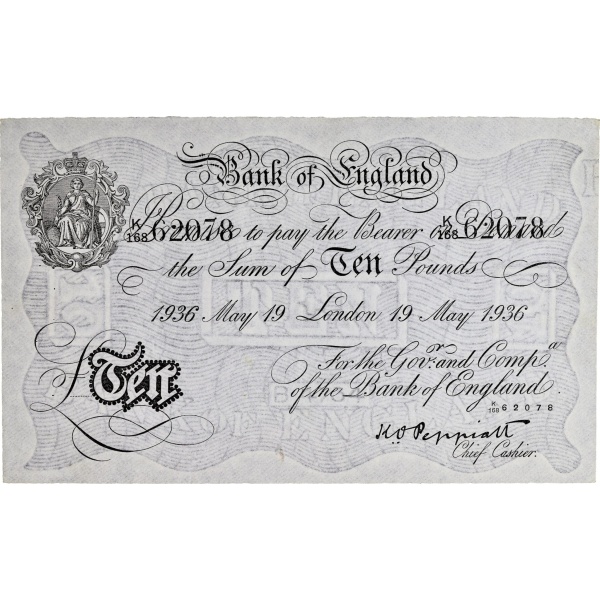 Bank of England
K/168 62078 K/168 62078
I Promise to pay the Bearer on Demand
the Sum of Ten Pounds
1936 May 19 London 19 May 1936
For the Govr. and Compa.
of the Bank of England.
K/168 62078
£Ten
K.O. Peppiatt
Chief Cashier.